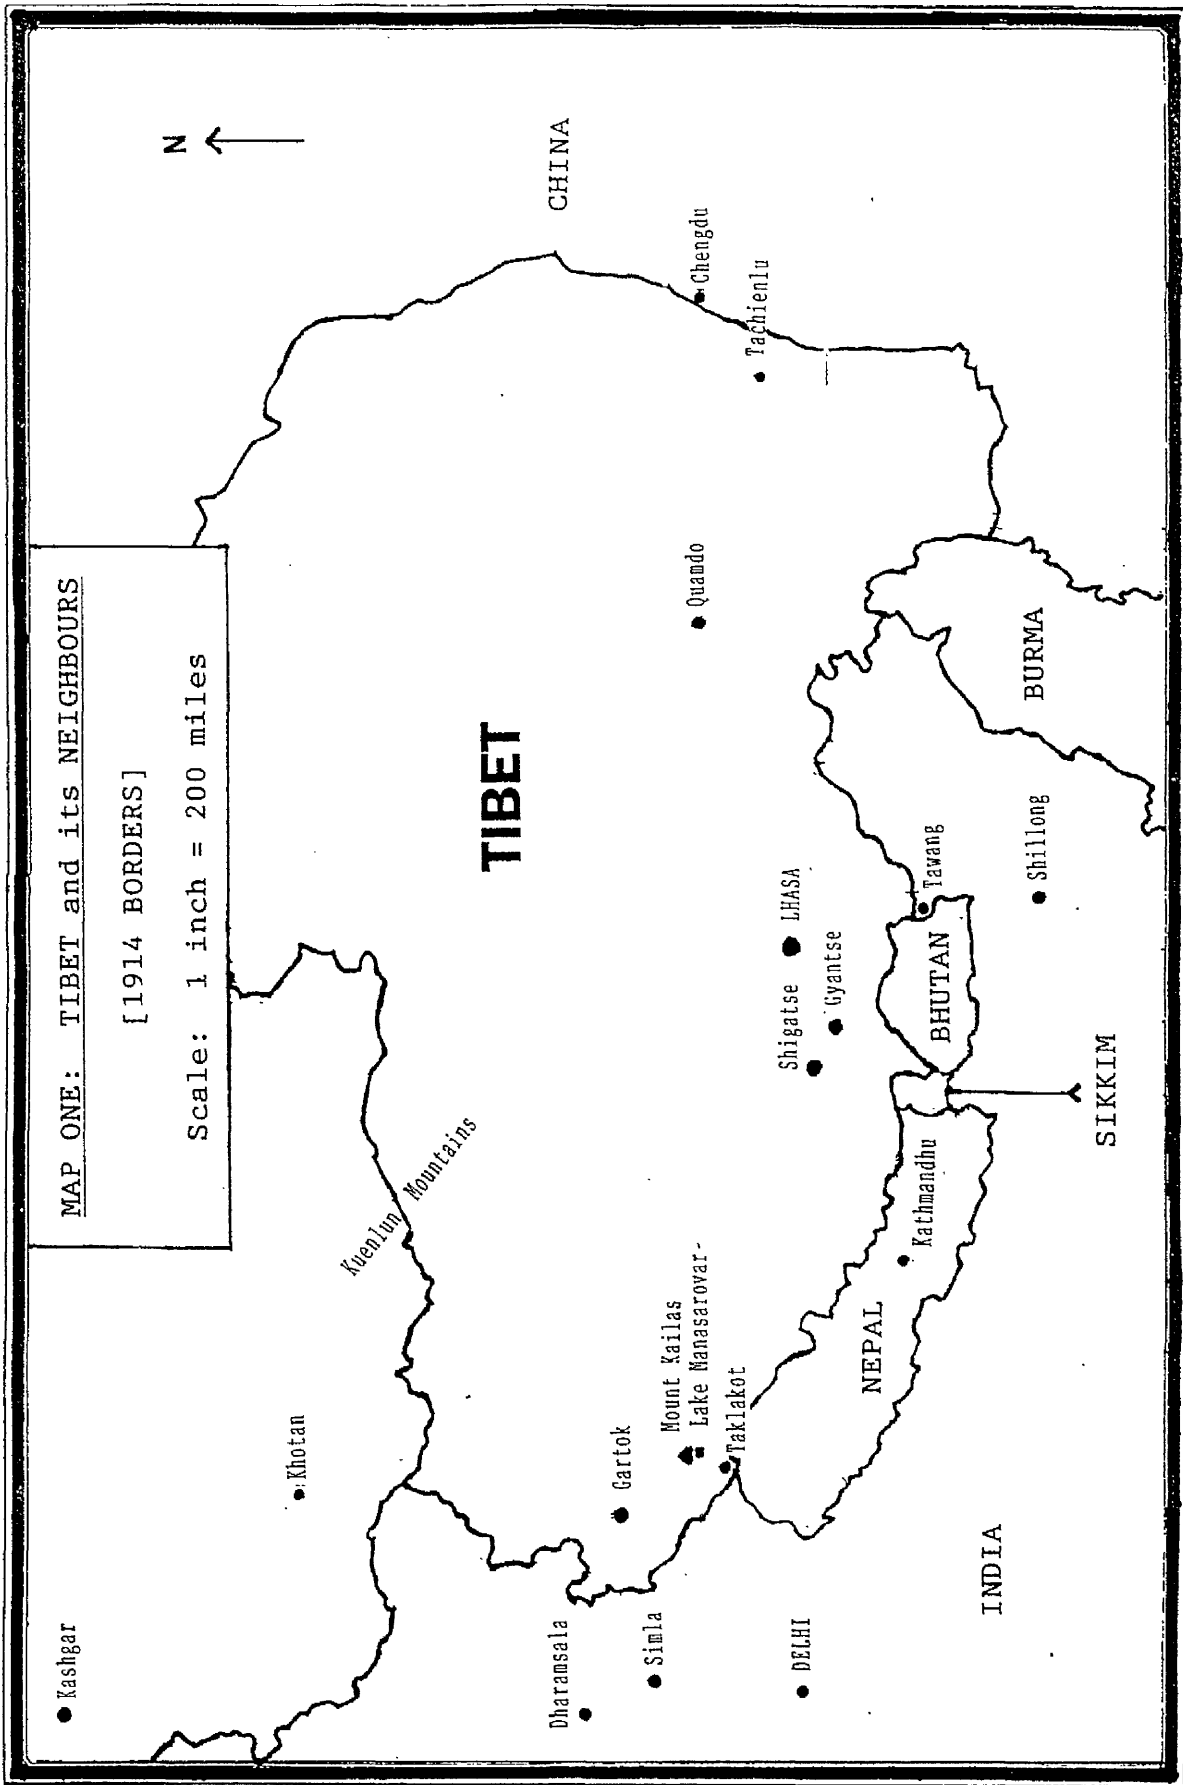 MAP ONE: TIBET and its NEIGHBOURS
[1914 BORDERS]
Scale: 1 inch = 200 miles
N
Kashgar
Khotan
Kuenlun Mountains
CHINA
TIBET
Dharamsala
Simla
Gartok
Mount Kailas
Lake Manasarovar-
Taklakot
Quamdo
Chengdu
Tachienlu
DELHI
Shigatse
LHASA
Gyantse
NEPAL
Kathmandhu
BHUTAN
Tawang
INDIA
SIKKIM
Shillong
BURMA